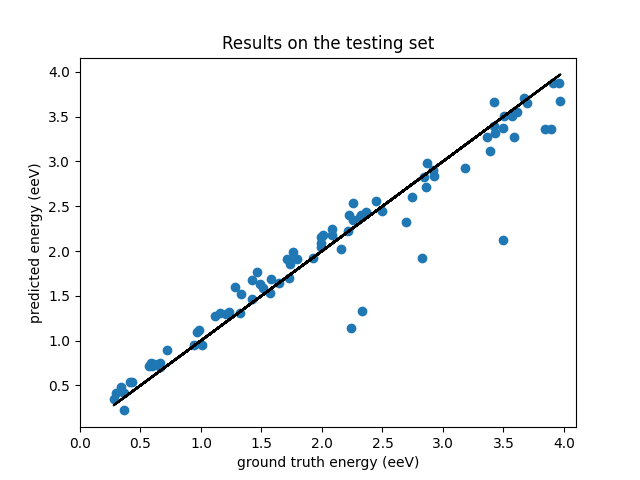 Results on the testing set
4.0
3.5
3.0
2.5
2.0
1.5
1.0
0.5
predicted energy (eeV)
0.0 0.5 1.0 1.5 2.0 2.5 3.0 3.5 4.0
ground truth energy (eeV)